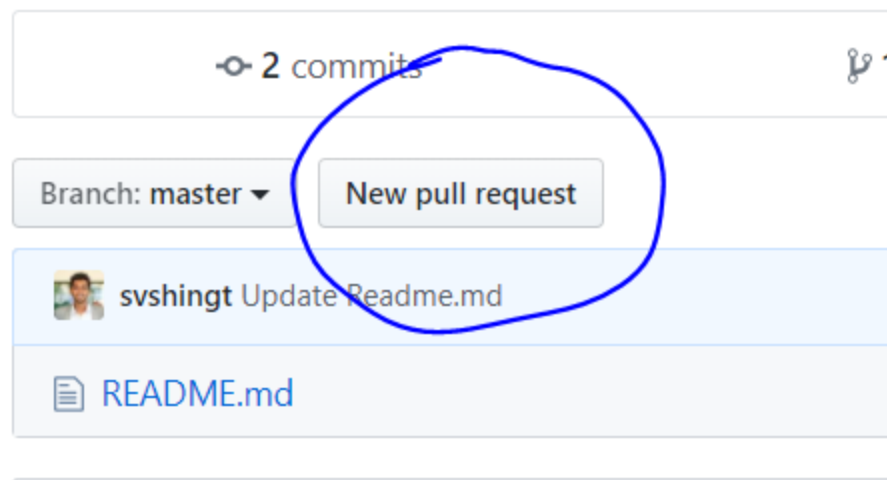 2 commits
Branch: master New pull request
svshingt Update Readme.md
README.md